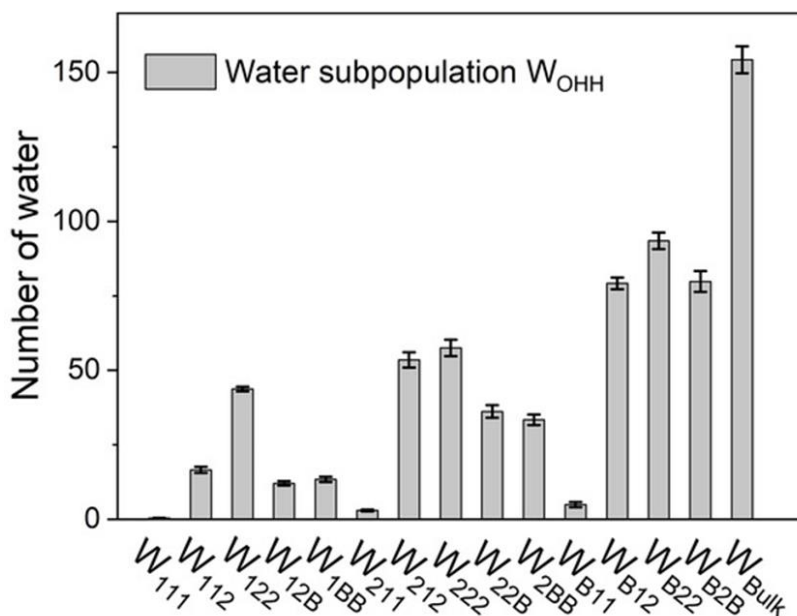 150
Water subpopulation W_OHH
100
Number of water
50
0
W_111 W_112 W_122 W_12B W_1BB W_211 W_212 W_222 W_22B W_2BB W_B11 W_B12 W_B22 W_B2B W_Bulk